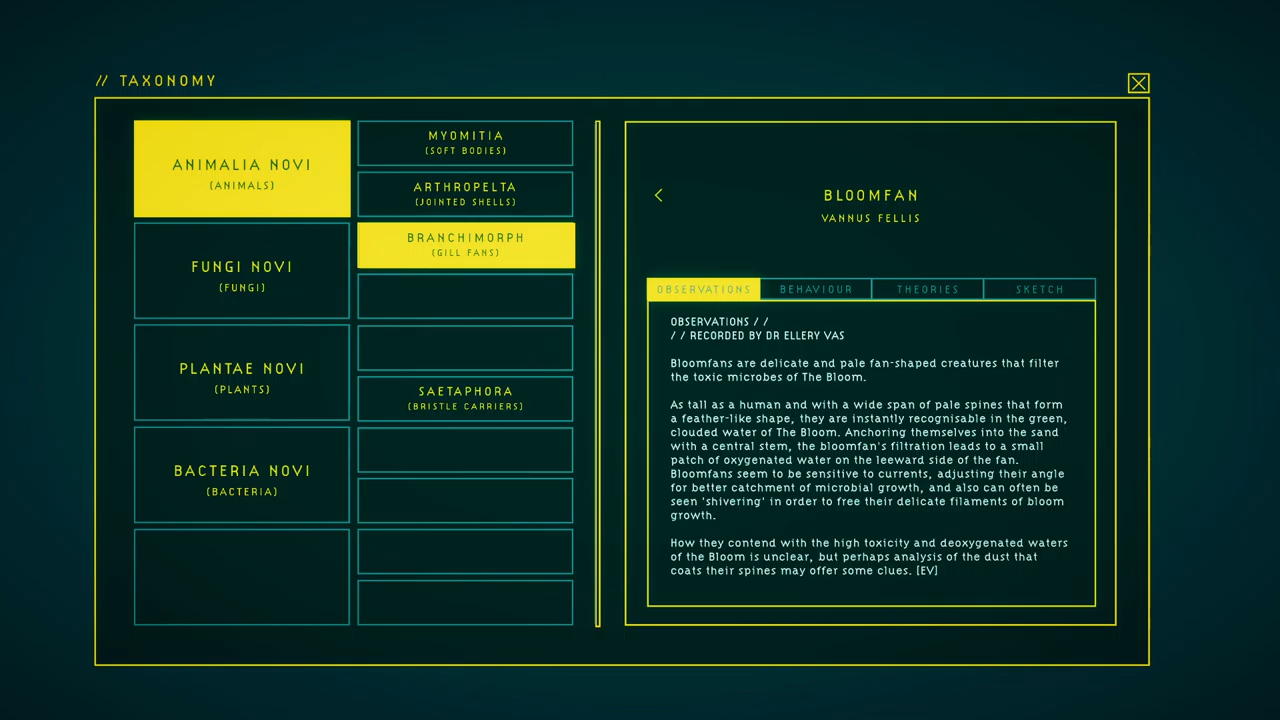 // TAXONOMY
ANIMALIA NOVI
(ANIMALS)
FUNGI NOVI
(FUNGI)
PLANTAE NOVI
(PLANTS)
BACTERIA NOVI
(BACTERIA)
MYOMITIA
(SOFT BODIES)
ARTHROPELTA
(JOINTED SHELLS)
BRANCHIMORPH
(GILL FANS)
SAETAPHORA
(BRISTLE CARRIERS)
BLOOMFAN
VANNUS FELLIS
OBSERVATIONS
BEHAVIOUR
THEORIES
SKETCH
OBSERVATIONS / /
/ / RECORDED BY DR ELLERY VAS
Bloomfans are delicate and pale fan-shaped creatures that filter
the toxic microbes of The Bloom.
As tall as a human and with a wide span of pale spines that form
a feather-like shape, they are instantly recognisable in the green,
clouded water of The Bloom. Anchoring themselves into the sand
with a central stem, the bloomfan's filtration leads to a small
patch of oxygenated water on the leeward side of the fan.
Bloomfans seem to be sensitive to currents, adjusting their angle
for better catchment of microbial growth, and also can often be
seen 'shivering' in order to free their delicate filaments of bloom
growth.
How they contend with the high toxicity and deoxygenated waters
of the Bloom is unclear, but perhaps analysis of the dust that
coats their spines may offer some clues. [EV]